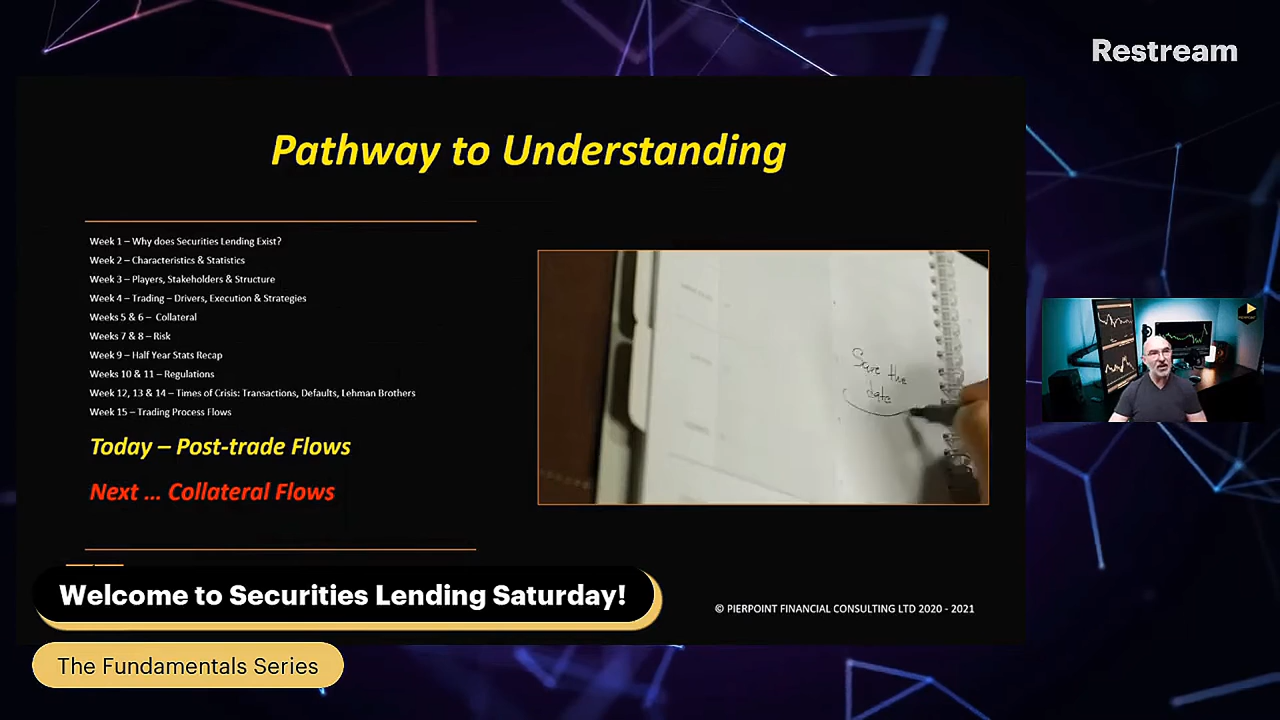 Restream
Pathway to Understanding
Week 1 – Why does Securities Lending Exist?
Week 2 – Characteristics & Statistics
Week 3 – Players, Stakeholders & Structure
Week 4 – Trading – Drivers, Execution & Strategies
Weeks 5 & 6 – Collateral
Weeks 7 & 8 – Risk
Week 9 – Half Year Stats Recap
Weeks 10 & 11 – Regulations
Week 12, 13 & 14 – Times of Crisis: Transactions, Defaults, Lehman Brothers
Week 15 – Trading Process Flows
Today – Post-trade Flows
Next ... Collateral Flows
Save the
date
Welcome to Securities Lending Saturday!
The Fundamentals Series
© PIERPOINT FINANCIAL CONSULTING LTD 2020 - 2021